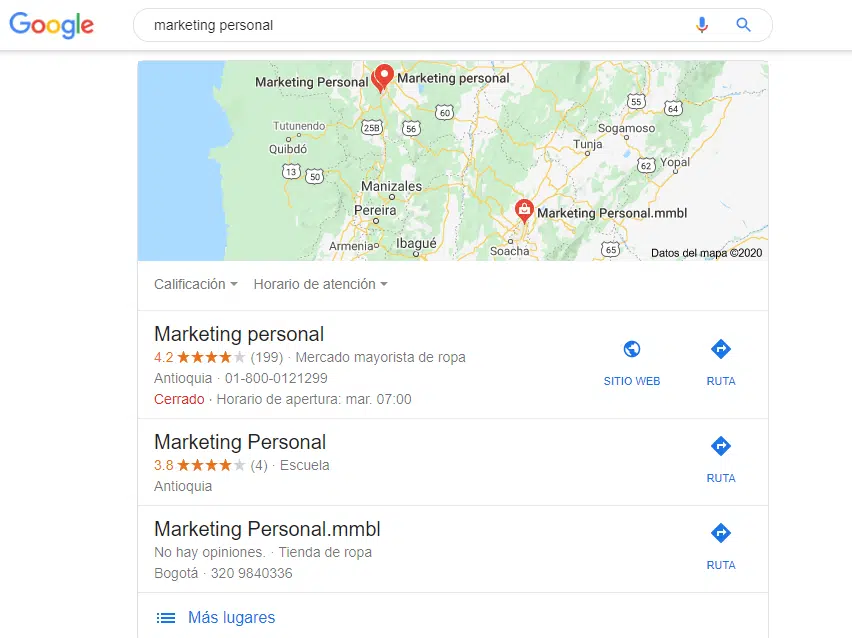 Google
marketing personal
Marketing Personal
Marketing personal
60
55
64
25B
56
Tutunendo
Sogamoso
Quibdó
Tunja
62
Yopal
13
50
Manizales
Pereira
Marketing Personal.mmbl
Armenia
Ibagué
Soacha
65
Datos del mapa ©2020
Calificación Horario de atención
Marketing personal
4.2 (199) · Mercado mayorista de ropa
Antioquia · 01-800-0121299
Cerrado · Horario de apertura: mar. 07:00
SITIO WEB
RUTA
Marketing Personal
3.8 (4) · Escuela
Antioquia
RUTA
Marketing Personal.mmbl
No hay opiniones. · Tienda de ropa
Bogotá · 320 9840336
RUTA
Más lugares